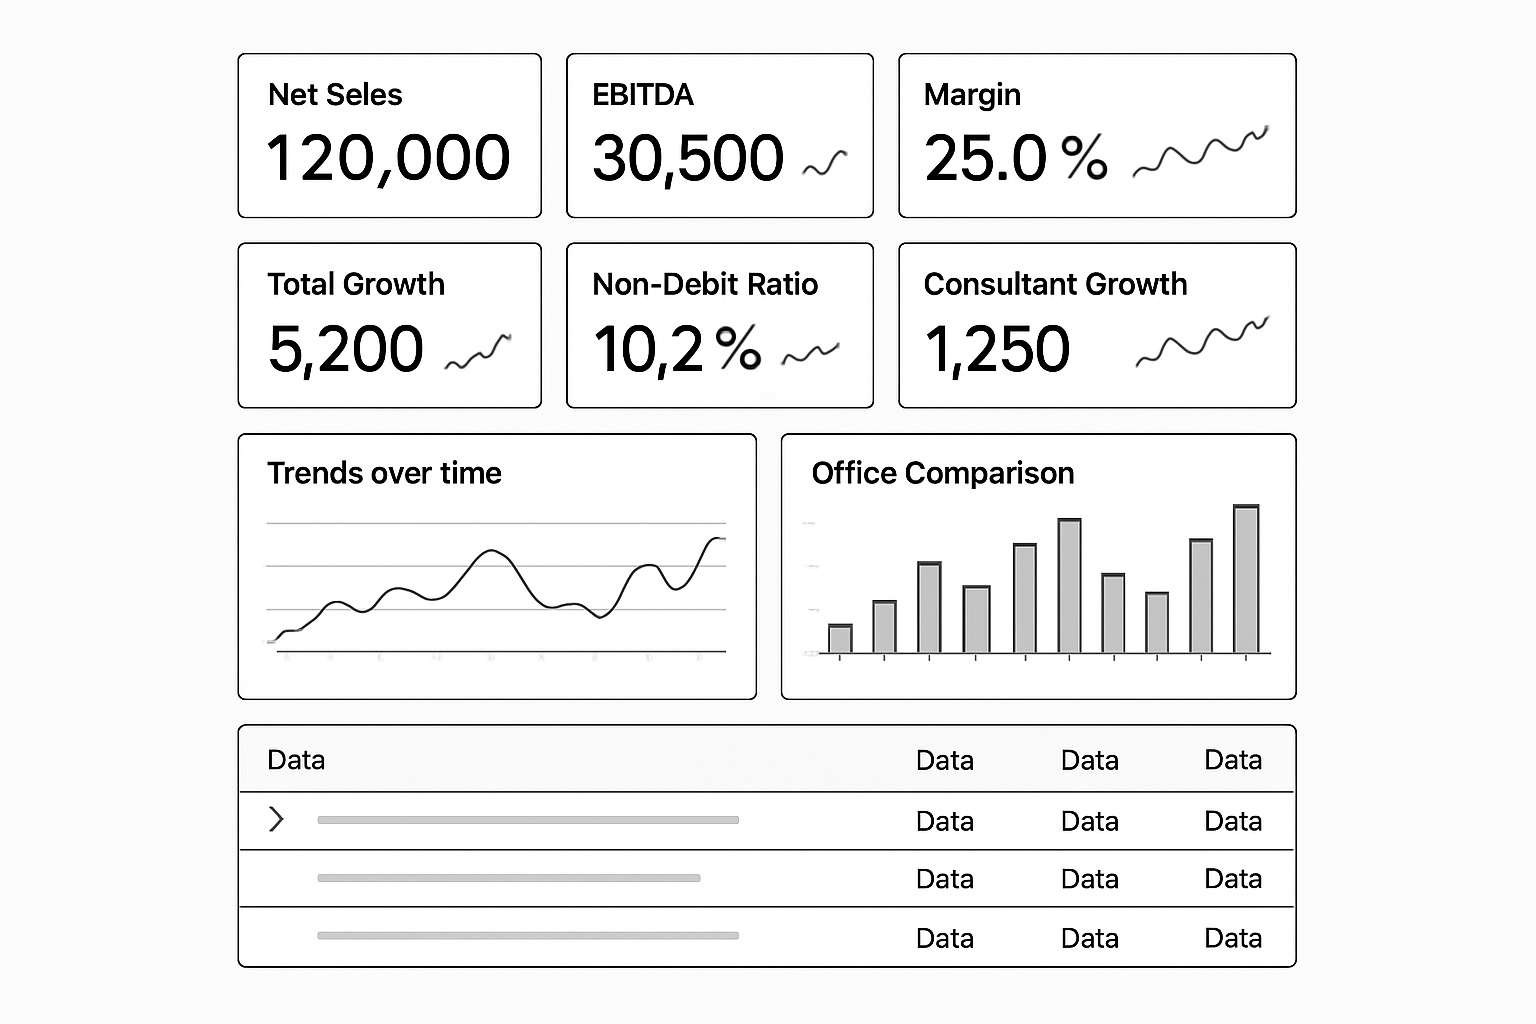 Net Seles
120,000
EBITDA
30,500
Margin
25.0 %
Total Growth
5,200
Non-Debit Ratio
10,2 %
Consultant Growth
1,250
Trends over time
Office Comparison
Data Data Data Data
Data Data Data
Data Data Data
Data Data Data